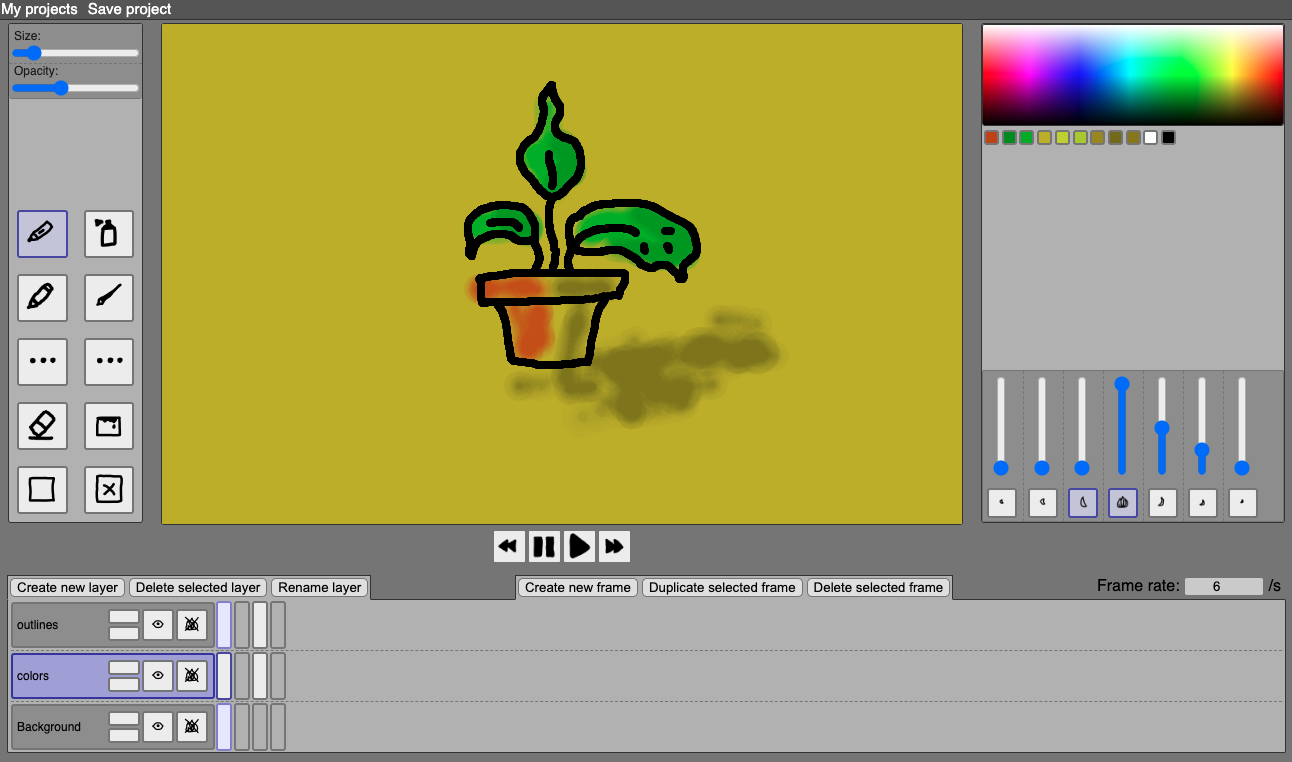 My projects Save project
Size:
Opacity:
Create new layer Delete selected layer Rename layer
Create new frame Duplicate selected frame Delete selected frame
Frame rate: 6 /s
outlines
colors
Background